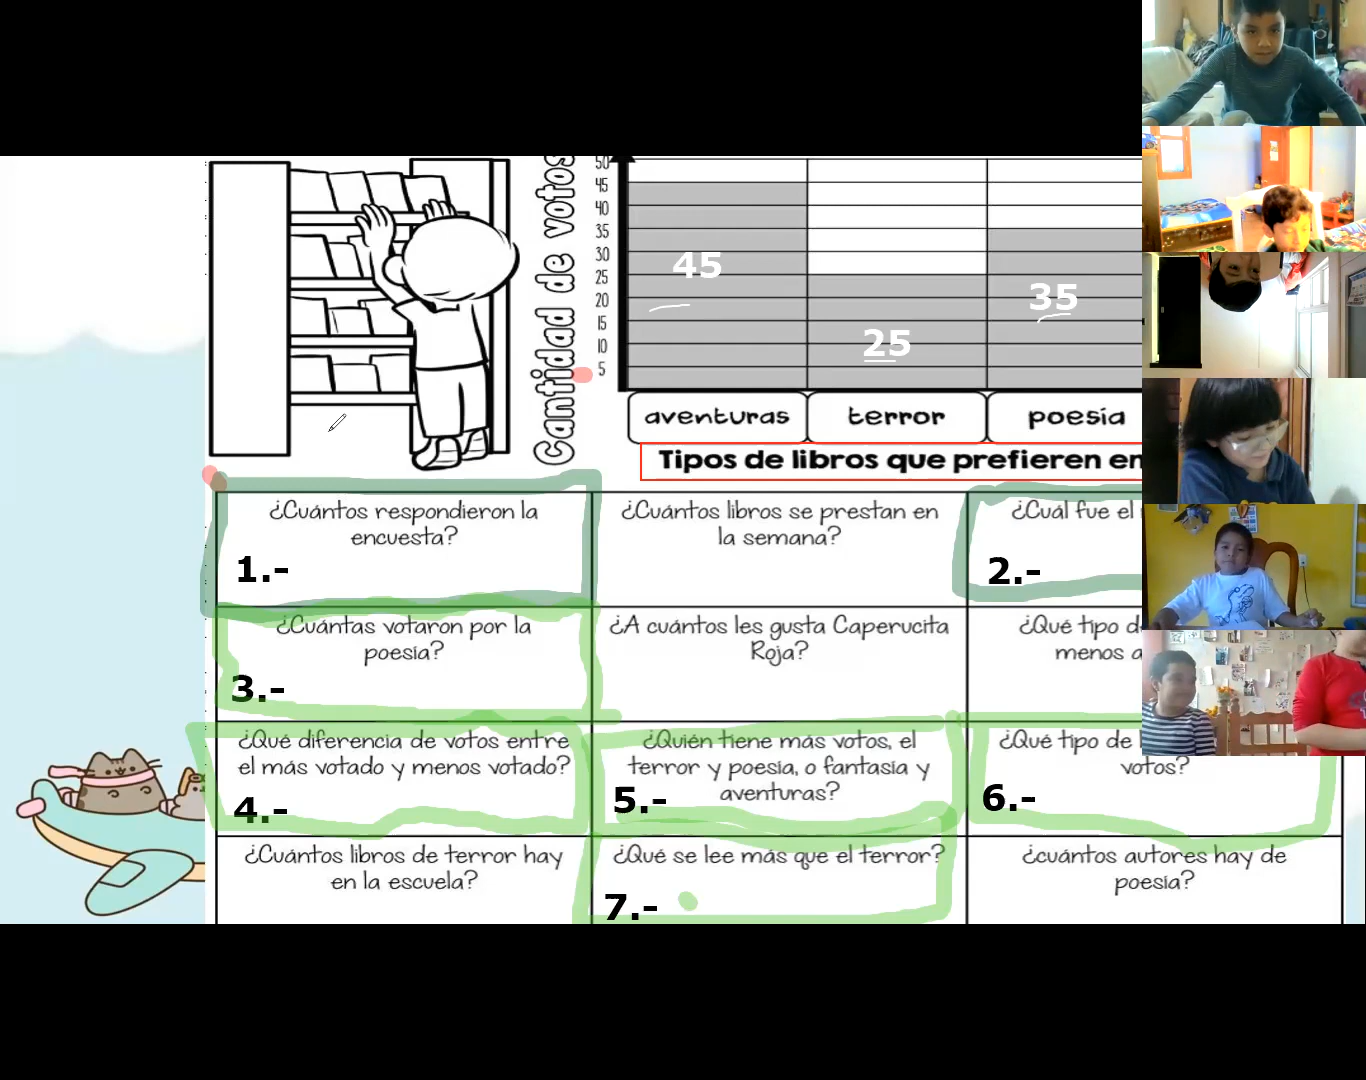 Cantidad de votos
50
45
40
35
30
25
20
15
10
5
45
25
35
aventuras
terror
poesía
Tipos de libros que prefieren en
¿Cuántos respondieron la
encuesta?
1.-
¿Cuántos libros se prestan en
la semana?
¿Cuál fue el
2.-
¿Cuántas votaron por la
poesia?
3.-
¿A cuántos les gusta Caperucita
Roja?
¿Qué tipo d
menos a
¿Qué diferencia de votos entre
el más votado y menos votado?
4.-
¿Quién tiene más votos, el
terror y poesia, o fantasia y
aventuras?
5.-
¿Qué tipo de
votos?
6.-
¿Cuántos libros de terror hay
en la escuela?
¿Qué se lee más que el terror?
7.-
¿cuántos autores hay de
poesía?